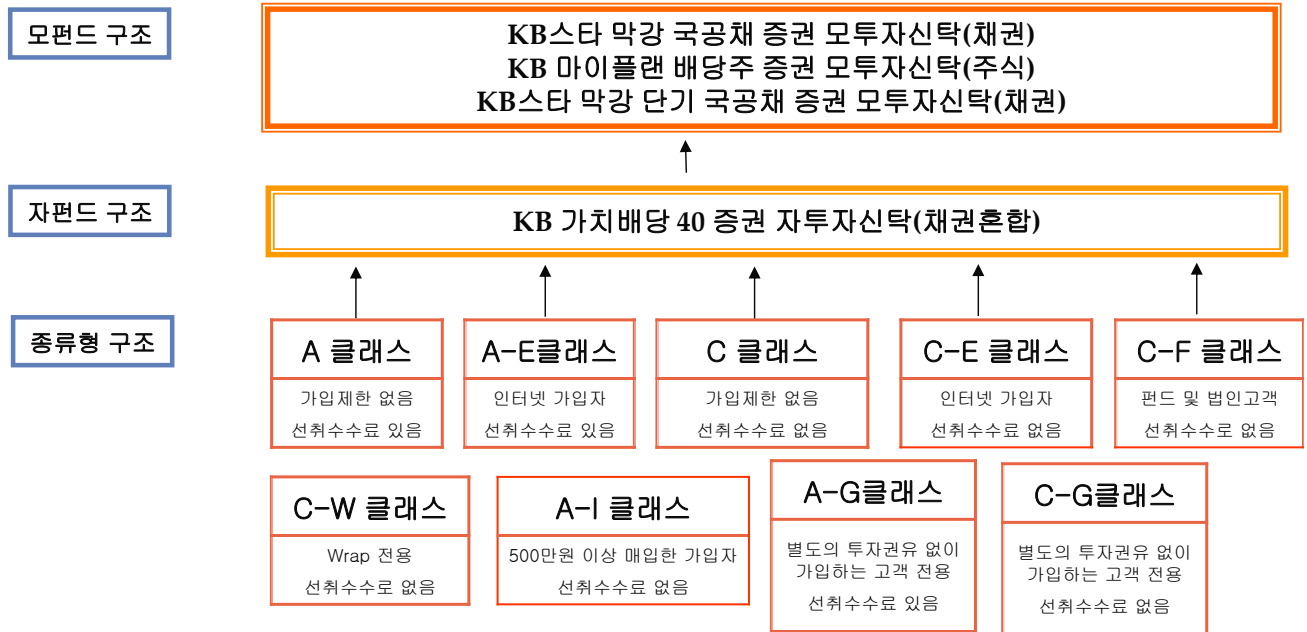 모펀드 구조
KB스타 막강 국공채 증권 모투자신탁(채권)
KB 마이플랜 배당주 증권 모투자신탁(주식)
KB스타 막강 단기 국공채 증권 모투자신탁(채권)
자펀드 구조
KB 가치배당 40 증권 자투자신탁(채권혼합)
종류형 구조
A 클래스
가입제한 없음
선취수수료 있음
A-E클래스
인터넷 가입자
선취수수료 있음
C 클래스
가입제한 없음
선취수수료 없음
C-E 클래스
인터넷 가입자
선취수수료 없음
C-F 클래스
펀드 및 법인고객
선취수수로 없음
C-W 클래스
Wrap 전용
선취수수로 없음
A-I 클래스
500만원 이상 매입한 가입자
선취수수료 없음
A-G클래스
별도의 투자권유 없이
가입하는 고객 전용
선취수수료 있음
C-G클래스
별도의 투자권유 없이
가입하는 고객 전용
선취수수료 없음